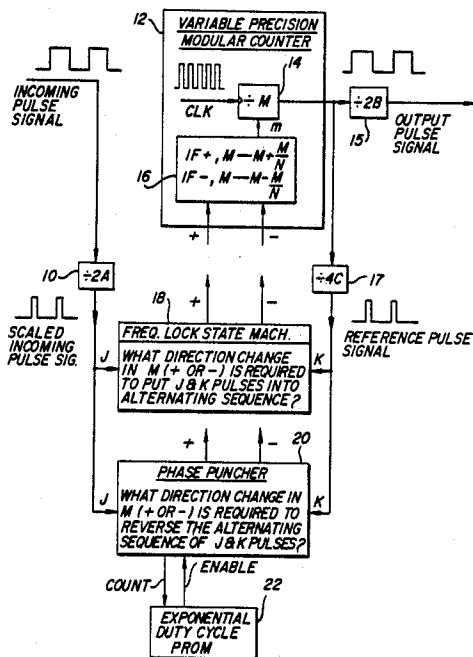 12
VARIABLE PRECISION
MODULAR COUNTER
14
INCOMING
PULSE
SIGNAL
CLK
÷ M
m
÷2B
15
OUTPUT
PULSE
SIGNAL
16
IF +, M — M + M/N
IF −, M — M − M/N
+
−
10
÷2A
+
−
÷4C
17
SCALED
INCOMING
PULSE SIG.
18
REFERENCE PULSE
SIGNAL
FREQ. LOCK STATE MACH.
J
K
WHAT DIRECTION CHANGE
IN M (+ OR −) IS REQUIRED
TO PUT J & K PULSES INTO
ALTERNATING SEQUENCE?
+
−
20
PHASE PUNCHER
J
K
WHAT DIRECTION CHANGE IN
M (+ OR −) IS REQUIRED TO
REVERSE THE ALTERNATING
SEQUENCE OF J & K PULSES?
COUNT
ENABLE
22
EXPONENTIAL
DUTY CYCLE
PROM